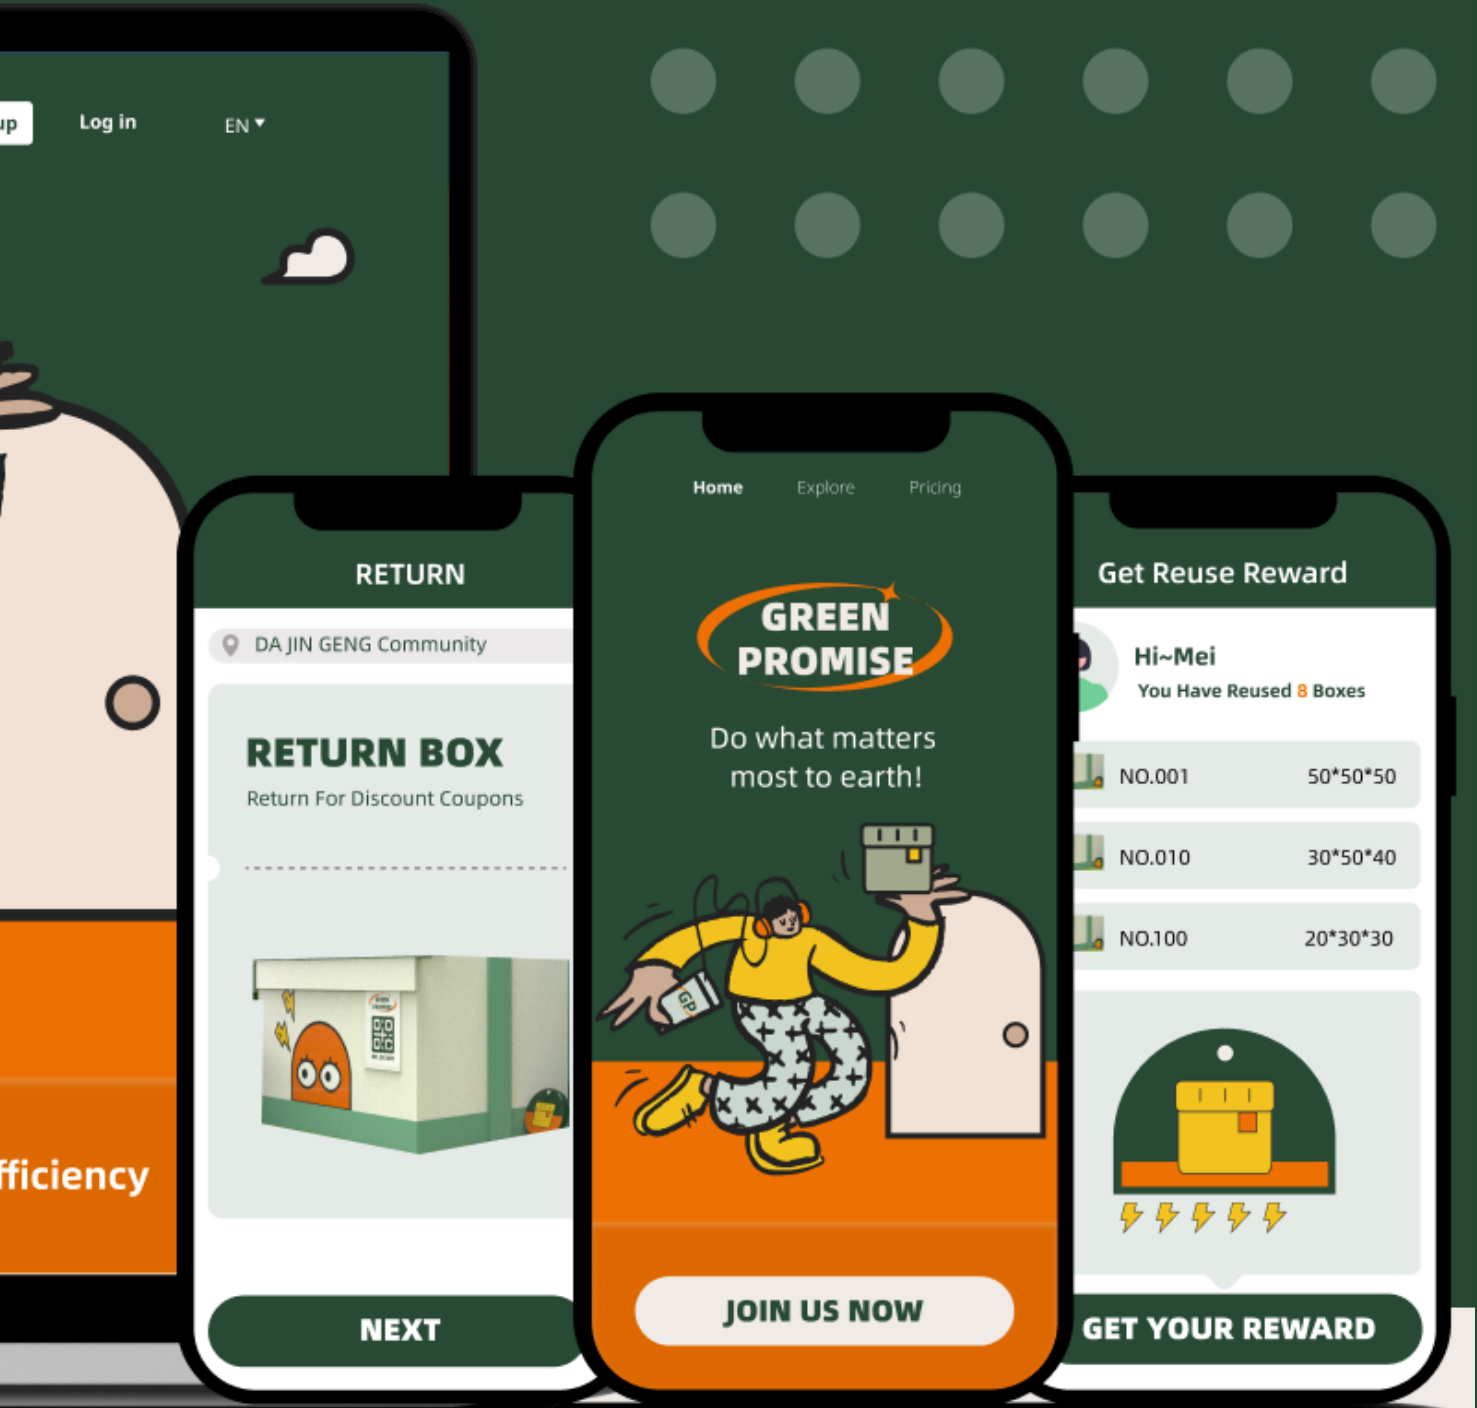 up
Log in
EN
fficiency
RETURN
DA JIN GENG Community
RETURN BOX
Return For Discount Coupons
NEXT
Home
Explore
Pricing
GREEN
PROMISE
Do what matters
most to earth!
GP
JOIN US NOW
Get Reuse Reward
Hi~Mei
You Have Reused 8 Boxes
NO.001
50*50*50
NO.010
30*50*40
NO.100
20*30*30
GET YOUR REWARD